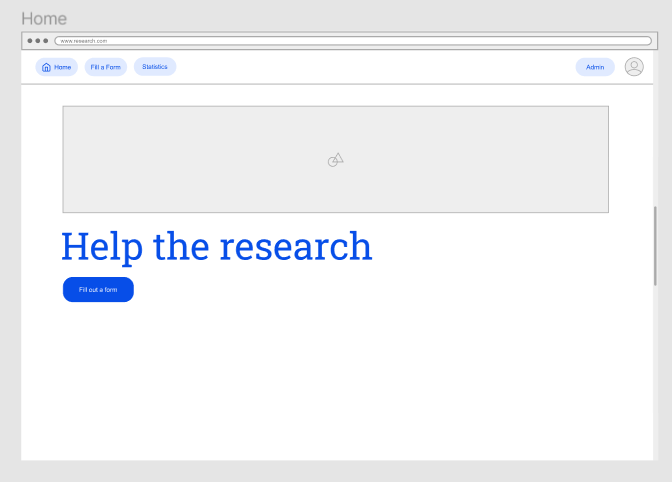 Home
www.research.com
Home
Fill a Form
Statistics
Admin
Help the research
Fill out a form